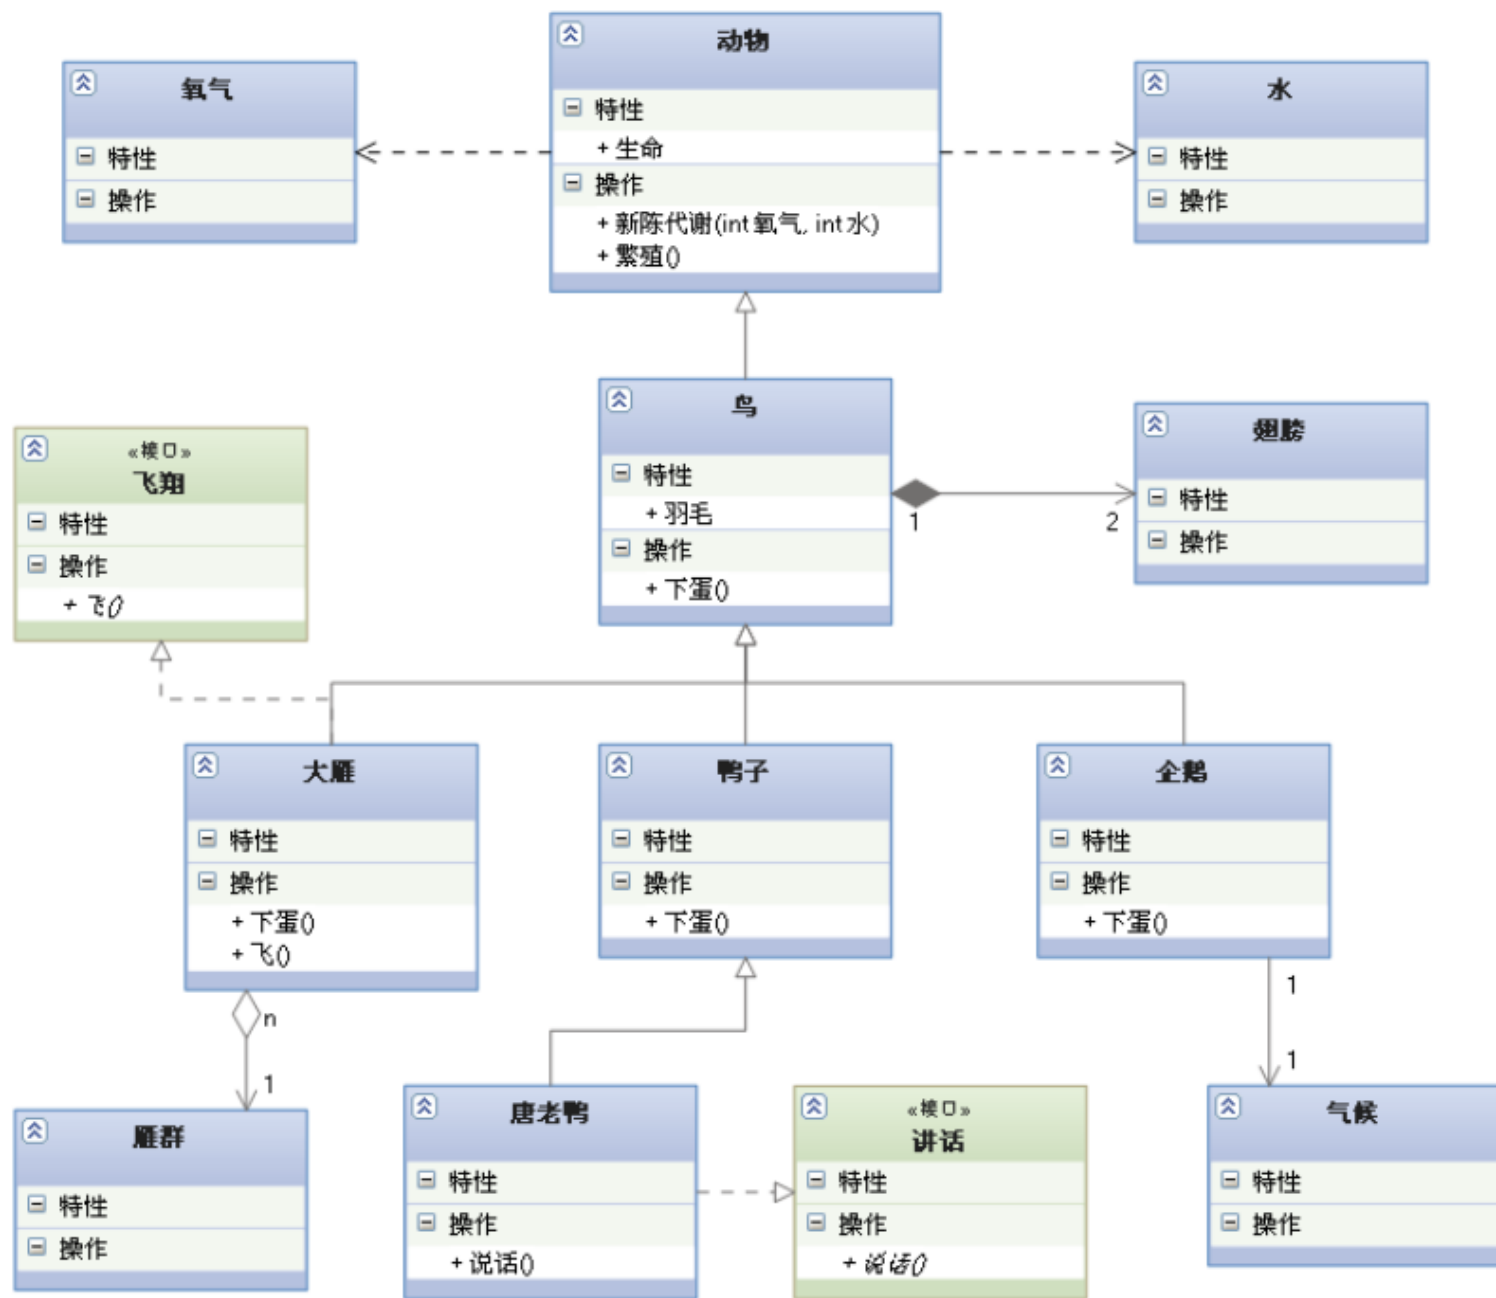 氧气
特性
操作
动物
特性
+ 生命
操作
+ 新陈代谢(int 氧气, int 水)
+ 繁殖()
水
特性
操作
«接口»
飞翔
特性
操作
+ 飞()
鸟
特性
+ 羽毛
操作
+ 下蛋()
1
2
翅膀
特性
操作
大雁
特性
操作
+ 下蛋()
+ 飞()
鸭子
特性
操作
+ 下蛋()
企鹅
特性
操作
+ 下蛋()
n
1
1
1
雁群
特性
操作
唐老鸭
特性
操作
+ 说话()
«接口»
讲话
特性
操作
+ 说话()
气候
特性
操作